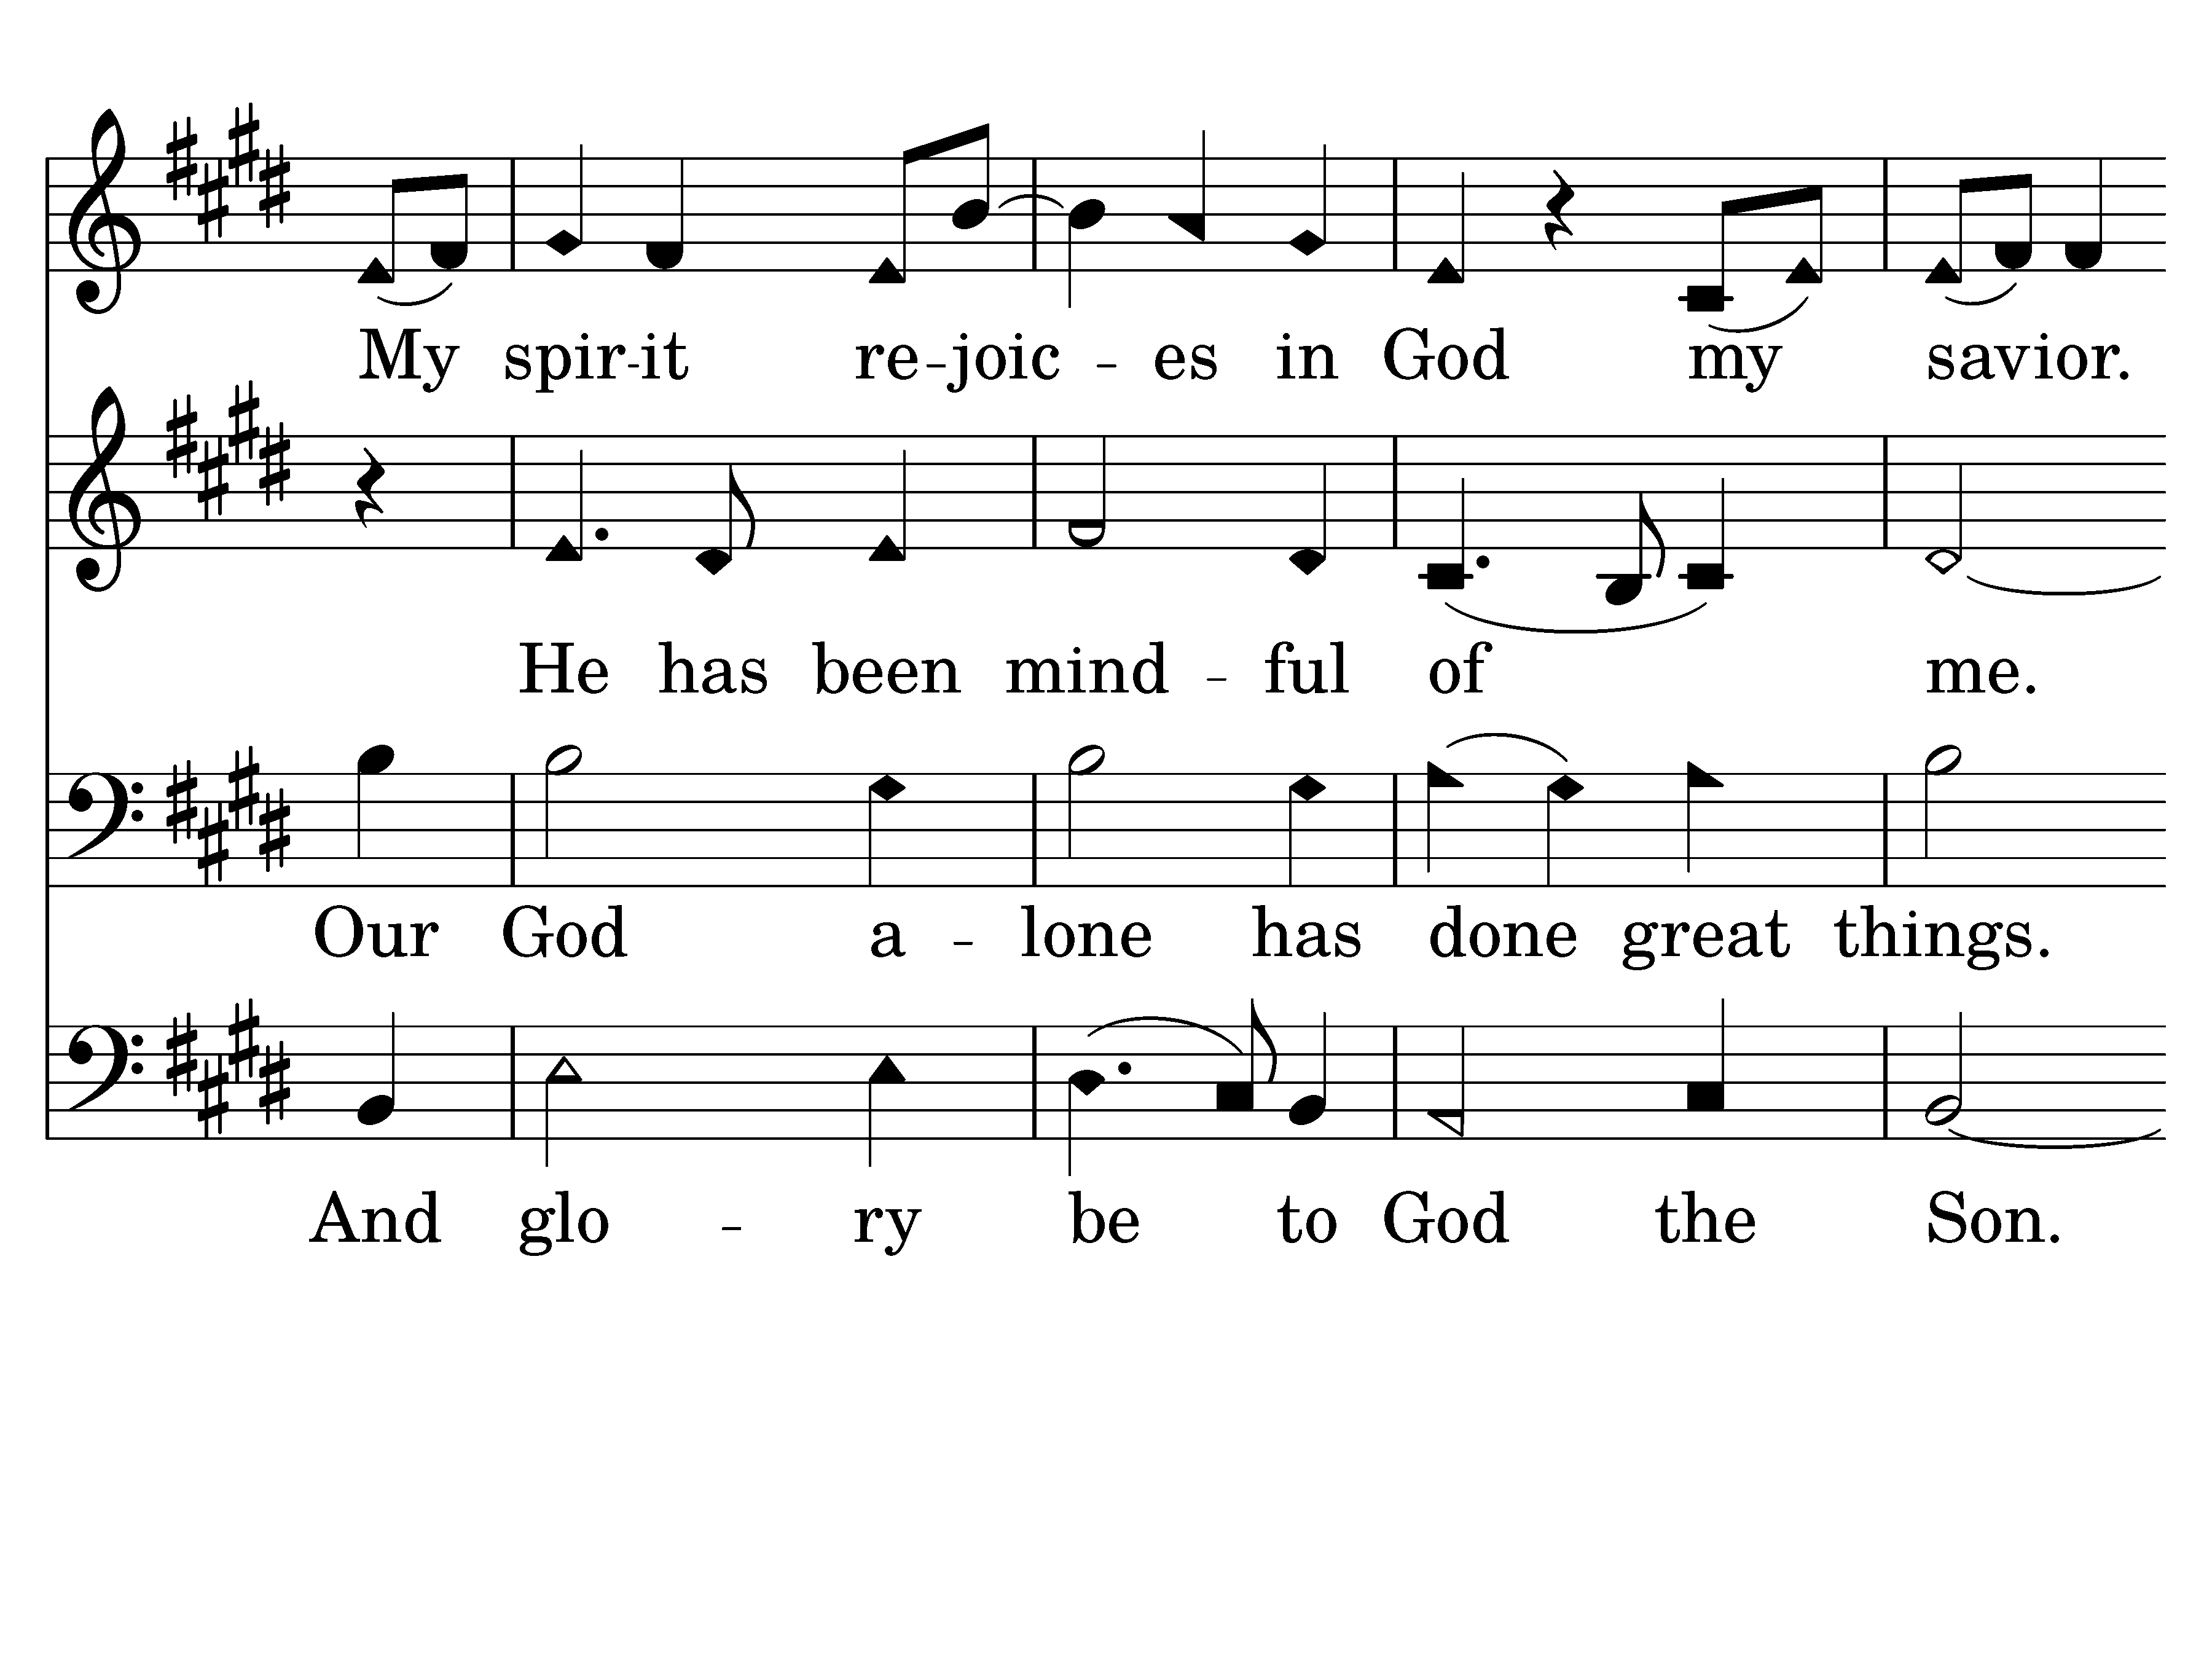 My spir-it re-joic - es in God my savior.
He has been mind - ful of me.
Our God a - lone has done great things.
And glo - ry be to God the Son.